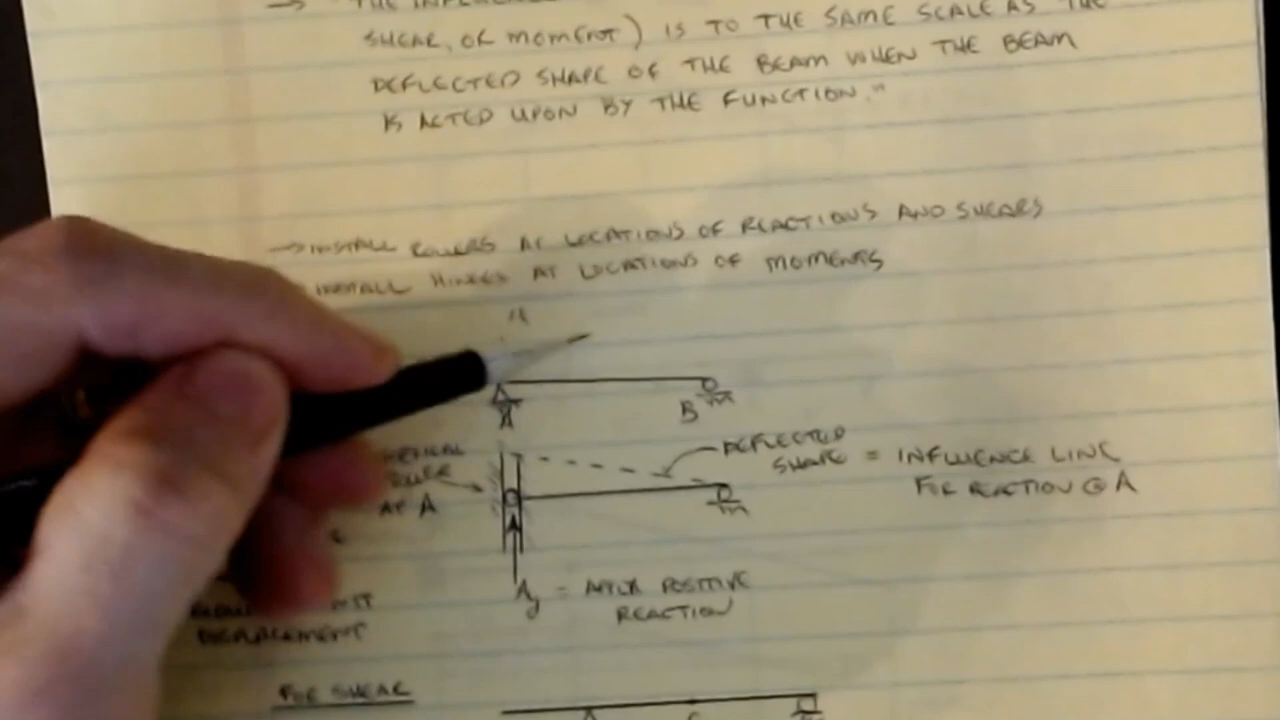 → "THE INFLUENCE
SHEAR, OR MOMENT) IS TO THE SAME SCALE AS THE
DEFLECTED SHAPE OF THE BEAM WHEN THE BEAM
IS ACTED UPON BY THE FUNCTION."
→ INSTALL ROLLERS AT LOCATIONS OF REACTIONS AND SHEARS
INSTALL HINGES AT LOCATIONS OF MOMENTS
A
B
DEFLECTED
SHAPE = INFLUENCE LINE
FOR REACTION @ A
AT A
Ay = APPLY POSITIVE
REACTION
DISPLACEMENT
FOR SHEAR
A
C